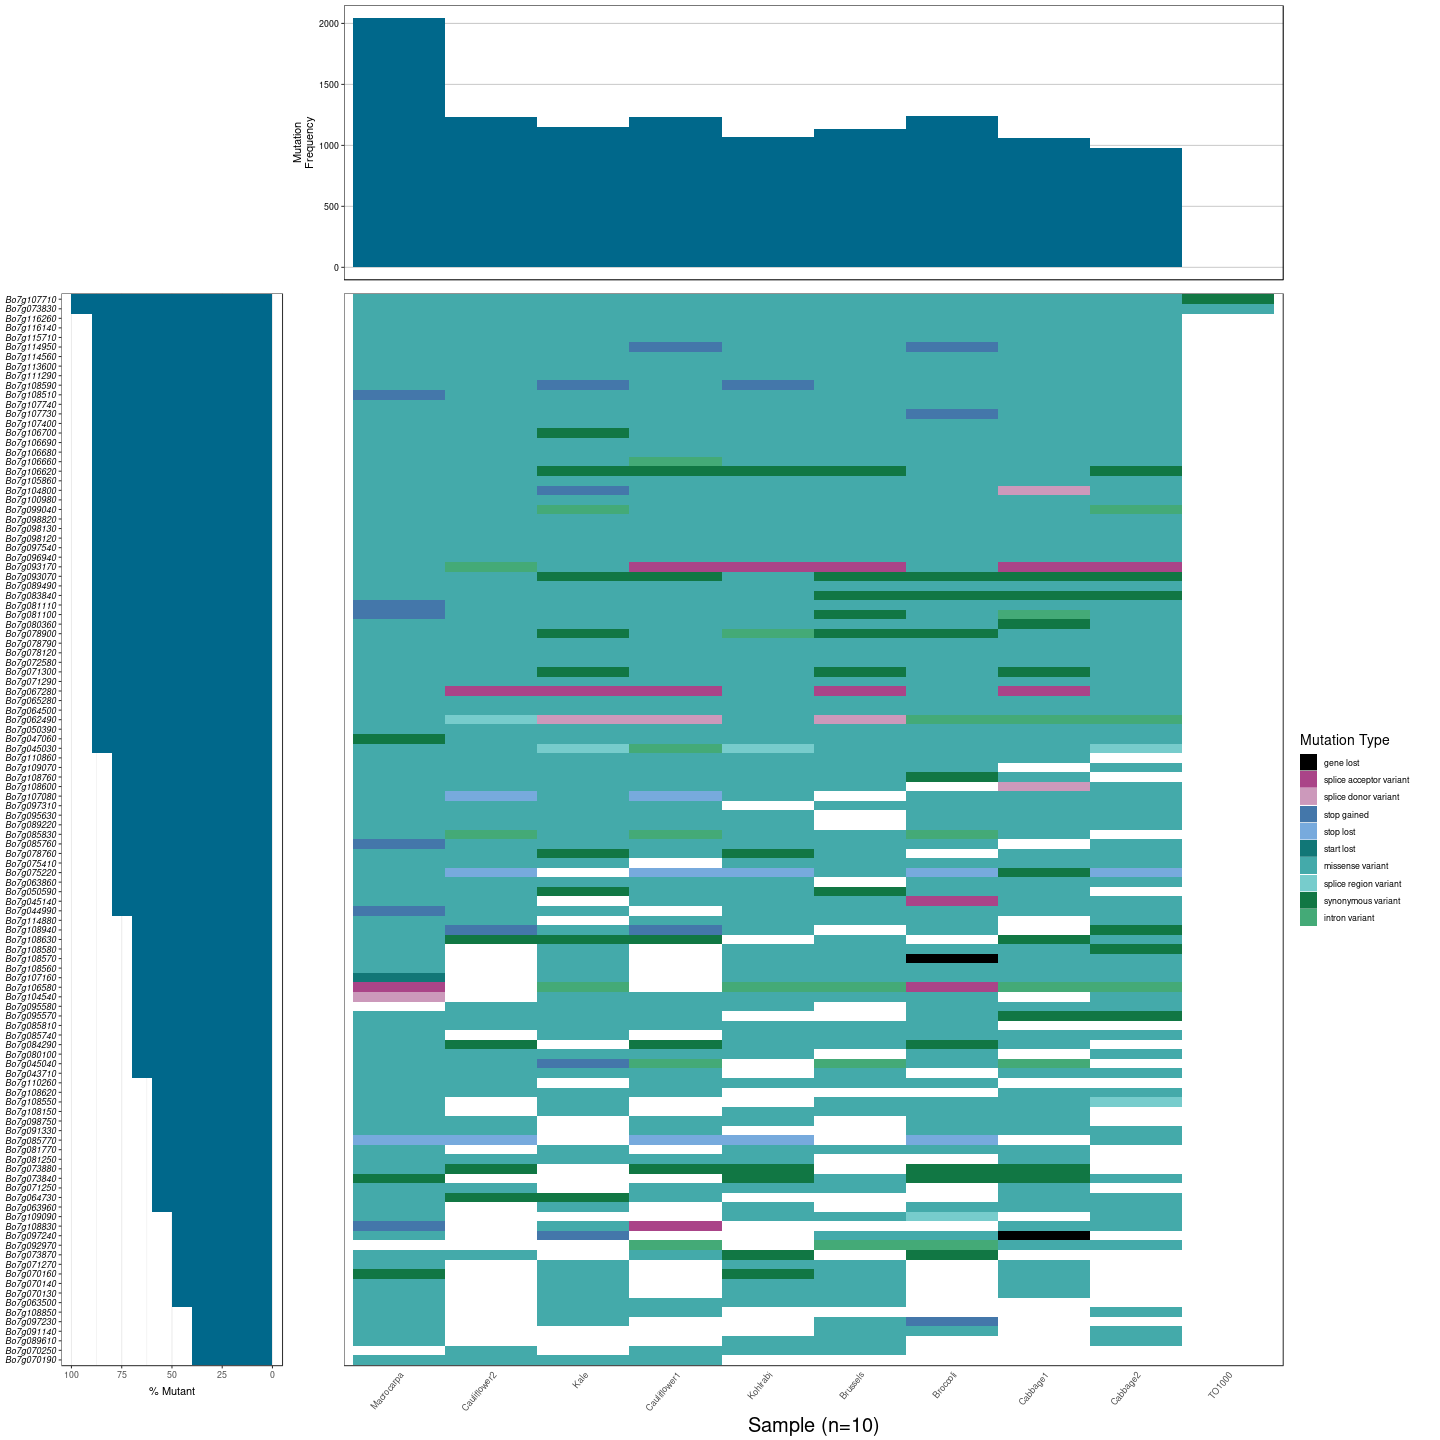 2000
1500
1000
500
0
Mutation
Frequency
Bo7g107710
Bo7g073830
Bo7g116260
Bo7g116140
Bo7g115710
Bo7g114950
Bo7g114560
Bo7g113600
Bo7g111290
Bo7g108590
Bo7g108510
Bo7g107740
Bo7g107730
Bo7g107400
Bo7g106700
Bo7g106690
Bo7g106680
Bo7g106660
Bo7g106620
Bo7g105860
Bo7g104800
Bo7g100980
Bo7g099040
Bo7g098820
Bo7g098130
Bo7g098120
Bo7g097540
Bo7g096940
Bo7g093170
Bo7g093070
Bo7g089490
Bo7g083840
Bo7g081110
Bo7g081100
Bo7g080360
Bo7g078900
Bo7g078790
Bo7g078120
Bo7g072580
Bo7g071300
Bo7g071290
Bo7g067280
Bo7g065280
Bo7g064500
Bo7g062490
Bo7g050390
Bo7g047060
Bo7g045030
Bo7g110860
Bo7g109070
Bo7g108760
Bo7g108600
Bo7g107080
Bo7g097310
Bo7g095630
Bo7g089220
Bo7g085830
Bo7g085760
Bo7g078760
Bo7g075410
Bo7g075220
Bo7g063860
Bo7g050590
Bo7g045140
Bo7g044990
Bo7g114880
Bo7g108940
Bo7g108630
Bo7g108580
Bo7g108570
Bo7g108560
Bo7g107160
Bo7g106580
Bo7g104540
Bo7g095580
Bo7g095570
Bo7g085810
Bo7g085740
Bo7g084290
Bo7g080100
Bo7g045040
Bo7g043710
Bo7g110260
Bo7g108620
Bo7g108550
Bo7g108150
Bo7g098750
Bo7g091330
Bo7g085770
Bo7g081770
Bo7g081250
Bo7g073880
Bo7g073840
Bo7g071250
Bo7g064730
Bo7g063960
Bo7g109090
Bo7g108830
Bo7g097240
Bo7g092970
Bo7g073870
Bo7g071270
Bo7g070160
Bo7g070140
Bo7g070130
Bo7g063500
Bo7g108850
Bo7g097230
Bo7g091140
Bo7g089610
Bo7g070250
Bo7g070190
100 75 50 25 0
% Mutant
Macrocarpa Cauliflower2 Kale Cauliflower1 Kohlrabi Brussels Broccoli Cabbage1 Cabbage2 TO1000
Sample (n=10)
Mutation Type
gene lost
splice acceptor variant
splice donor variant
stop gained
stop lost
start lost
missense variant
splice region variant
synonymous variant
intron variant